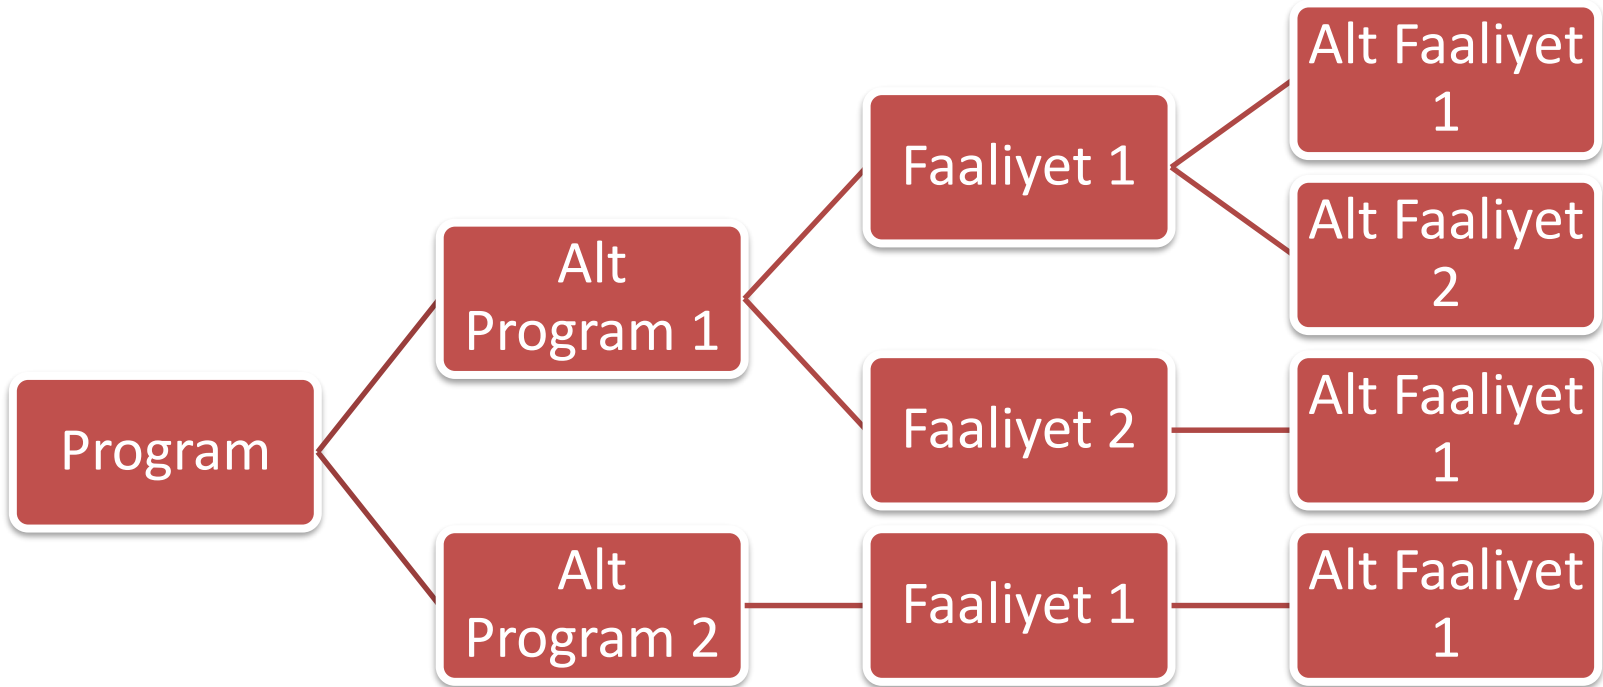 Program
Alt
Program 1
Faaliyet 1
Alt Faaliyet
1
Alt Faaliyet
2
Faaliyet 2
Alt Faaliyet
1
Alt
Program 2
Faaliyet 1
Alt Faaliyet
1